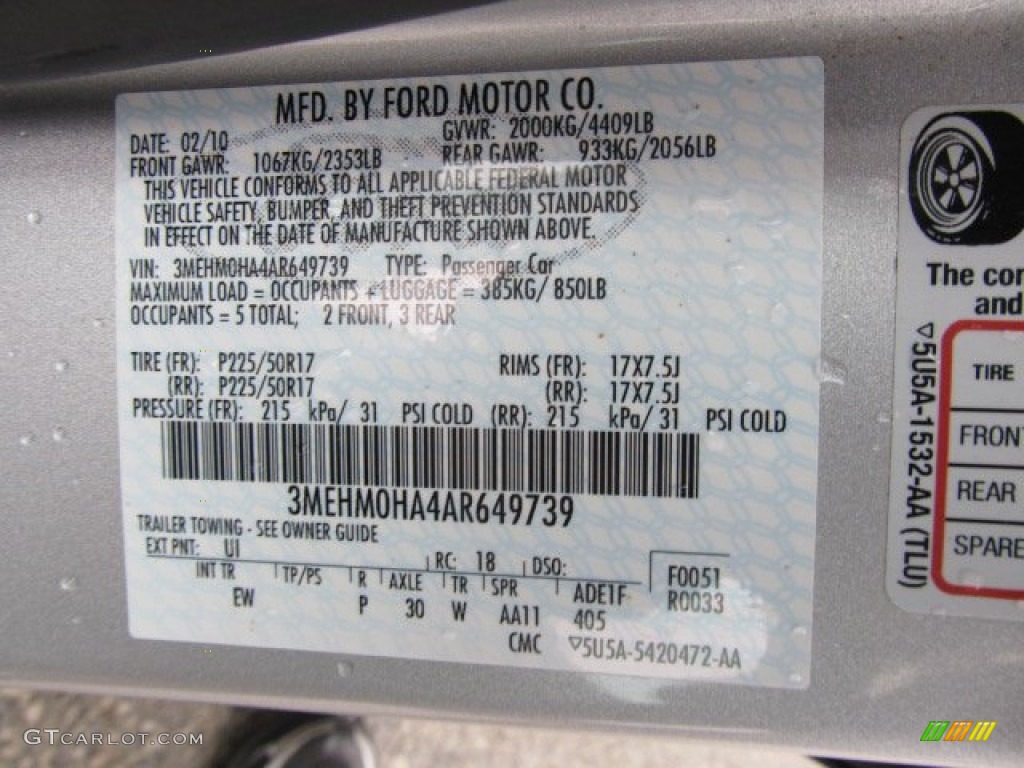 MFD. BY FORD MOTOR CO.
DATE: 02/10 GVWR: 2000KG/4409LB
FRONT GAWR: 1067KG/2353LB REAR GAWR: 933KG/2056LB
THIS VEHICLE CONFORMS TO ALL APPLICABLE FEDERAL MOTOR
VEHICLE SAFETY, BUMPER, AND THEFT PREVENTION STANDARDS
IN EFFECT ON THE DATE OF MANUFACTURE SHOWN ABOVE.
VIN: 3MEHM0HA4AR649739 TYPE: Passenger Car
MAXIMUM LOAD = OCCUPANTS + LUGGAGE = 385KG/ 850LB
OCCUPANTS = 5 TOTAL; 2 FRONT, 3 REAR
TIRE (FR): P225/50R17 RIMS (FR): 17X7.5J
(RR): P225/50R17 (RR): 17X7.5J
PRESSURE (FR): 215 kPa/ 31 PSI COLD (RR): 215 kPa/ 31 PSI COLD
3MEHM0HA4AR649739
TRAILER TOWING - SEE OWNER GUIDE
EXT PNT: UI RC: 18 DSO: F0051
INT TR TP/PS R AXLE TR SPR ADE1F R0033
EW P 30 W AA11 405
CMC ▽5U5A-5420472-AA
The con
and
▽5U5A-1532-AA (TLU)
TIRE
FRONT
REAR
SPARE
GTCARLOT.COM